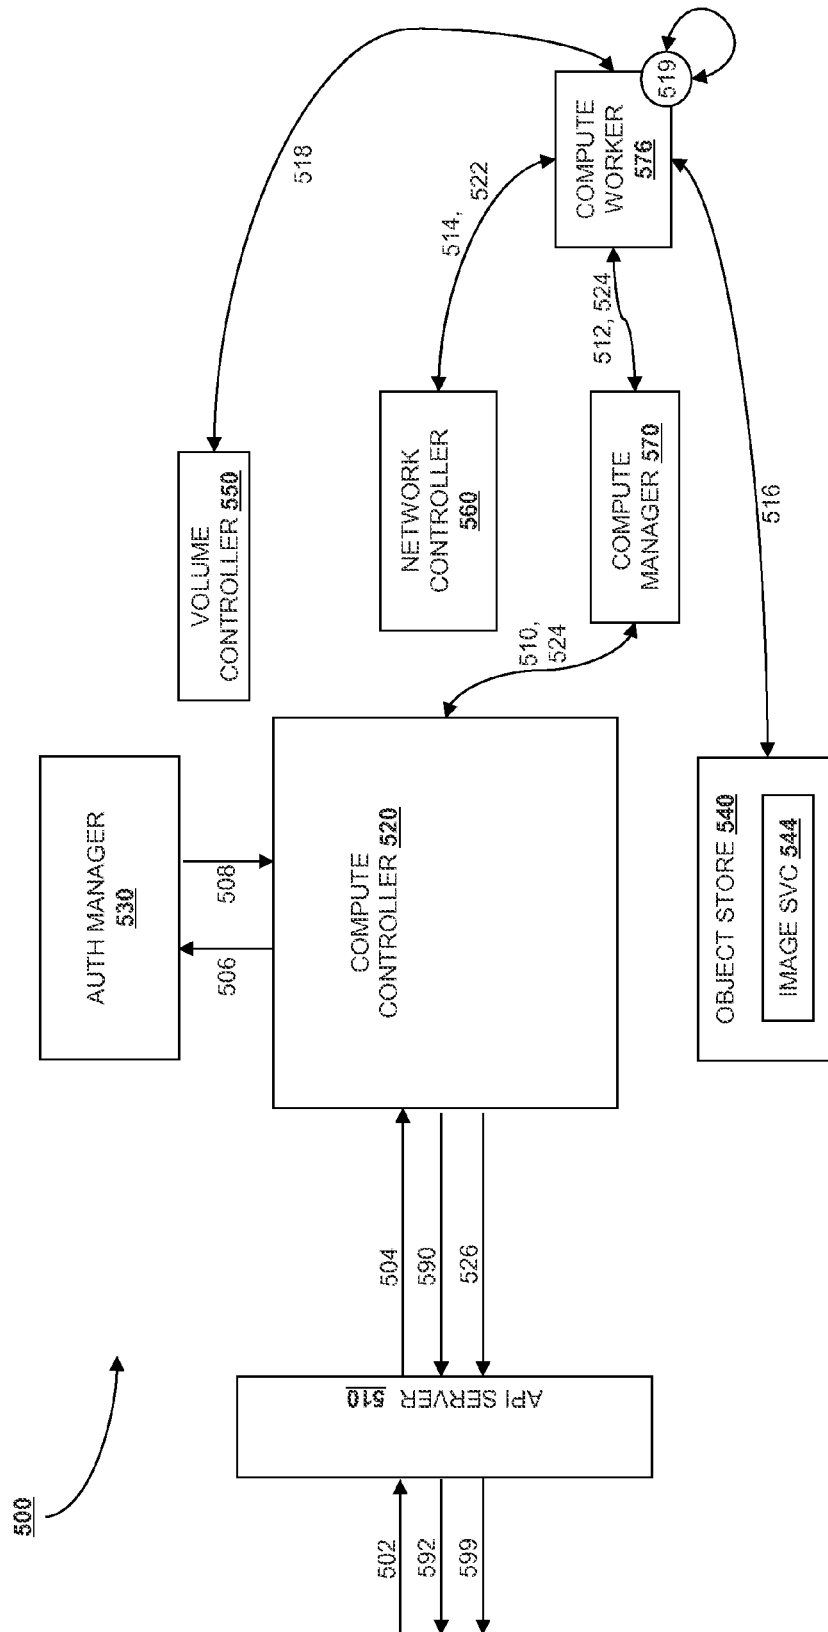 500
502
592
599
API SERVER 510
504
590
526
AUTH MANAGER
530
506
508
COMPUTE
CONTROLLER 520
OBJECT STORE 540
IMAGE SVC 544
VOLUME
CONTROLLER 550
NETWORK
CONTROLLER
560
COMPUTE
MANAGER 570
510,
524
518
514,
522
512, 524
516
COMPUTE
WORKER
576
519